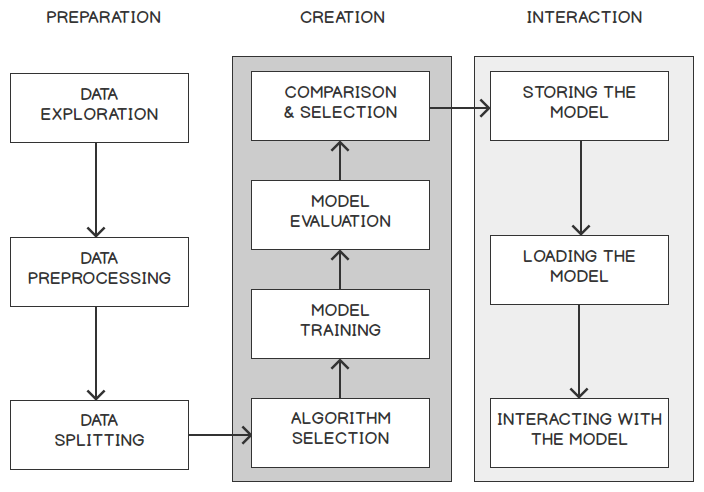 PREPARATION
CREATION
INTERACTION
DATA
EXPLORATION
DATA
PREPROCESSING
DATA
SPLITTING
COMPARISON
& SELECTION
MODEL
EVALUATION
MODEL
TRAINING
ALGORITHM
SELECTION
STORING THE
MODEL
LOADING THE
MODEL
INTERACTING WITH
THE MODEL